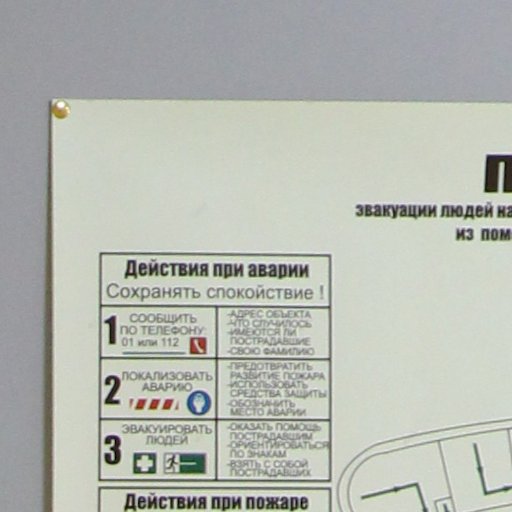 П
эвакуации людей на
из пом
Действия при аварии
Сохранять спокойствие !
1 СООБЩИТЬ
ПО ТЕЛЕФОНУ:
01 или 112
-АДРЕС ОБЪЕКТА
-ЧТО СЛУЧИЛОСЬ
-ИМЕЮТСЯ ЛИ
ПОСТРАДАВШИЕ
-СВОЮ ФАМИЛИЮ
2 ЛОКАЛИЗОВАТЬ
АВАРИЮ
-ПРЕДОТВРАТИТЬ
РАЗВИТИЕ ПОЖАРА
-ИСПОЛЬЗОВАТЬ
СРЕДСТВА ЗАЩИТЫ
-ОБОЗНАЧИТЬ
МЕСТО АВАРИИ
3 ЭВАКУИРОВАТЬ
ЛЮДЕЙ
-ОКАЗАТЬ ПОМОЩЬ
ПОСТРАДАВШИМ
-ОРИЕНТИРОВАТЬСЯ
ПО ЗНАКАМ
-ВЗЯТЬ С СОБОЙ
ПОСТРАДАВШИХ
Действия при пожаре